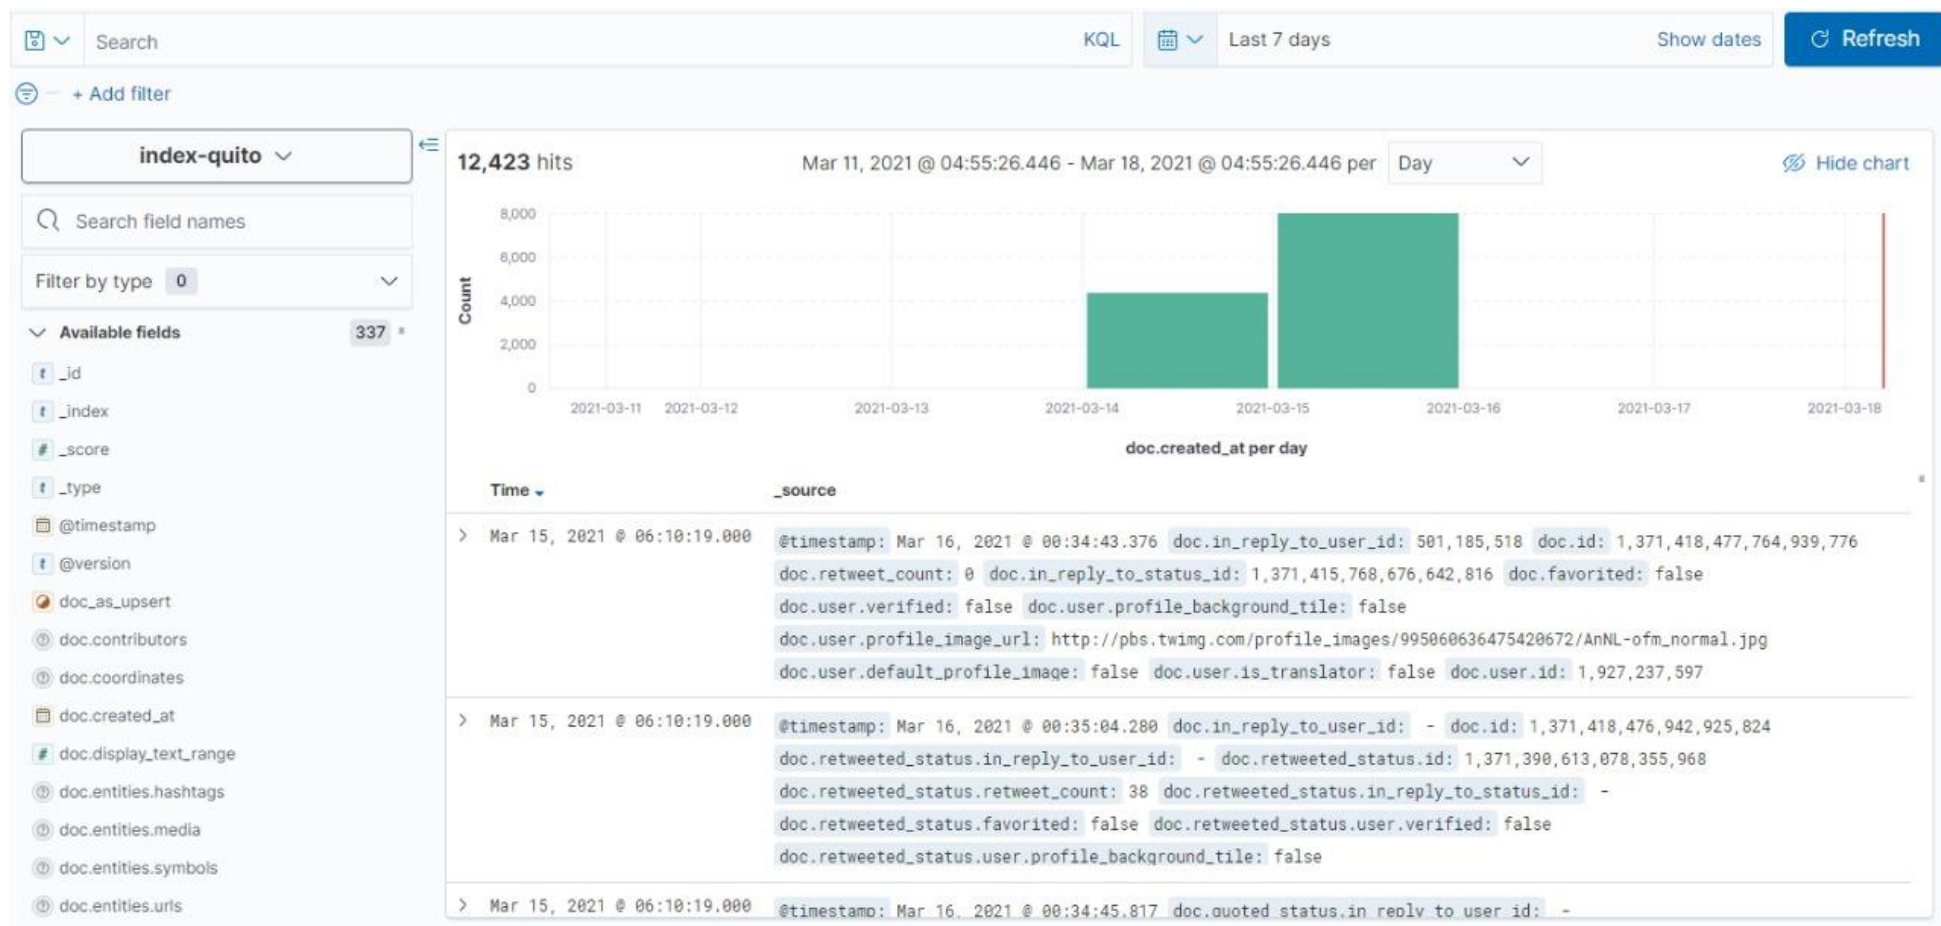 Search KQL Last 7 days Show dates Refresh
+ Add filter
index-quito
Search field names
Filter by type 0
Available fields 337
t _id
t _index
# _score
t _type
@timestamp
t @version
doc_as_upsert
doc.contributors
doc.coordinates
doc.created_at
# doc.display_text_range
doc.entities.hashtags
doc.entities.media
doc.entities.symbols
doc.entities.urls
12,423 hits Mar 11, 2021 @ 04:55:26.446 - Mar 18, 2021 @ 04:55:26.446 per Day Hide chart
Count
8,000
6,000
4,000
2,000
0
2021-03-11 2021-03-12 2021-03-13 2021-03-14 2021-03-15 2021-03-16 2021-03-17 2021-03-18
doc.created_at per day
Time _source
> Mar 15, 2021 @ 06:10:19.000 @timestamp: Mar 16, 2021 @ 00:34:43.376 doc.in_reply_to_user_id: 501,185,518 doc.id: 1,371,418,477,764,939,776
doc.retweet_count: 0 doc.in_reply_to_status_id: 1,371,415,768,676,642,816 doc.favorited: false
doc.user.verified: false doc.user.profile_background_tile: false
doc.user.profile_image_url: http://pbs.twimg.com/profile_images/995060636475420672/AnNL-ofm_normal.jpg
doc.user.default_profile_image: false doc.user.is_translator: false doc.user.id: 1,927,237,597
> Mar 15, 2021 @ 06:10:19.000 @timestamp: Mar 16, 2021 @ 00:35:04.280 doc.in_reply_to_user_id: - doc.id: 1,371,418,476,942,925,824
doc.retweeted_status.in_reply_to_user_id: - doc.retweeted_status.id: 1,371,390,613,078,355,968
doc.retweeted_status.retweet_count: 38 doc.retweeted_status.in_reply_to_status_id: -
doc.retweeted_status.favorited: false doc.retweeted_status.user.verified: false
doc.retweeted_status.user.profile_background_tile: false
> Mar 15, 2021 @ 06:10:19.000 @timestamp: Mar 16, 2021 @ 00:34:45.817 doc.quoted_status.in_reply_to_user_id: -